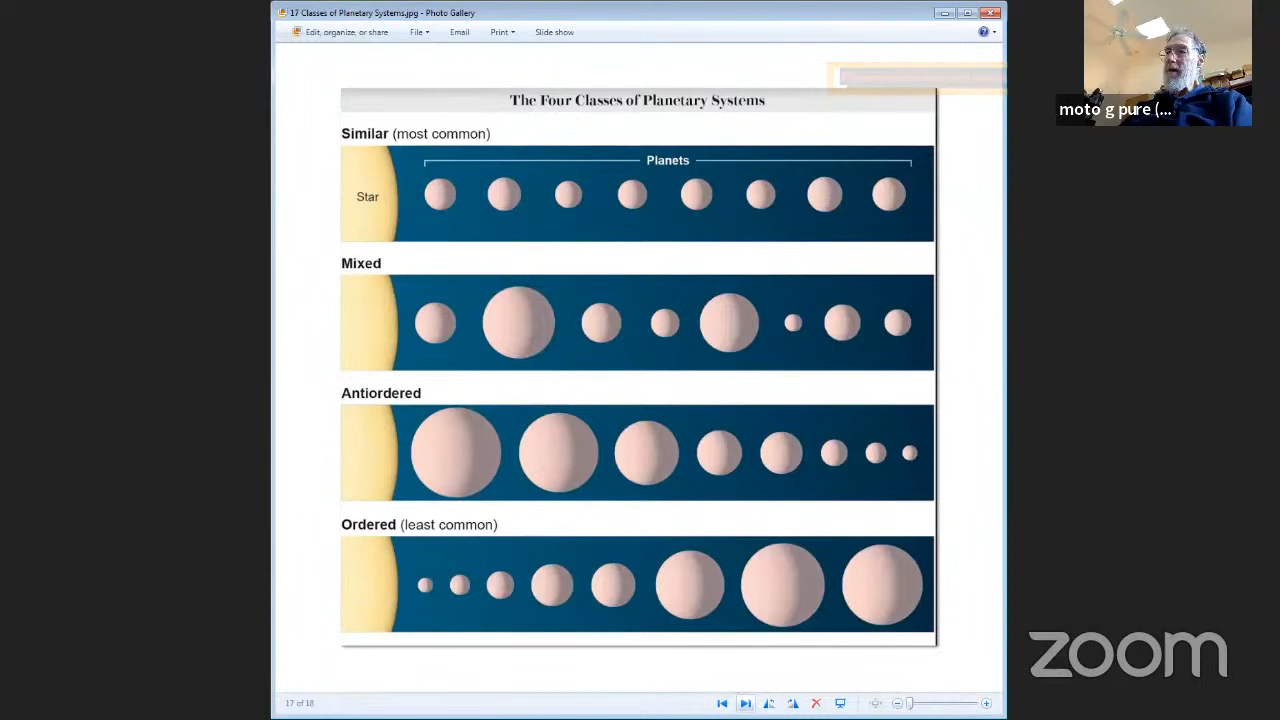 17 Classes of Planetary Systems.jpg - Photo Gallery
Edit, organize, or share File Email Print Slide show
moto g pure (...
The Four Classes of Planetary Systems
Similar (most common)
Planets
Star
Mixed
Antiordered
Ordered (least common)
zoom
17 of 18